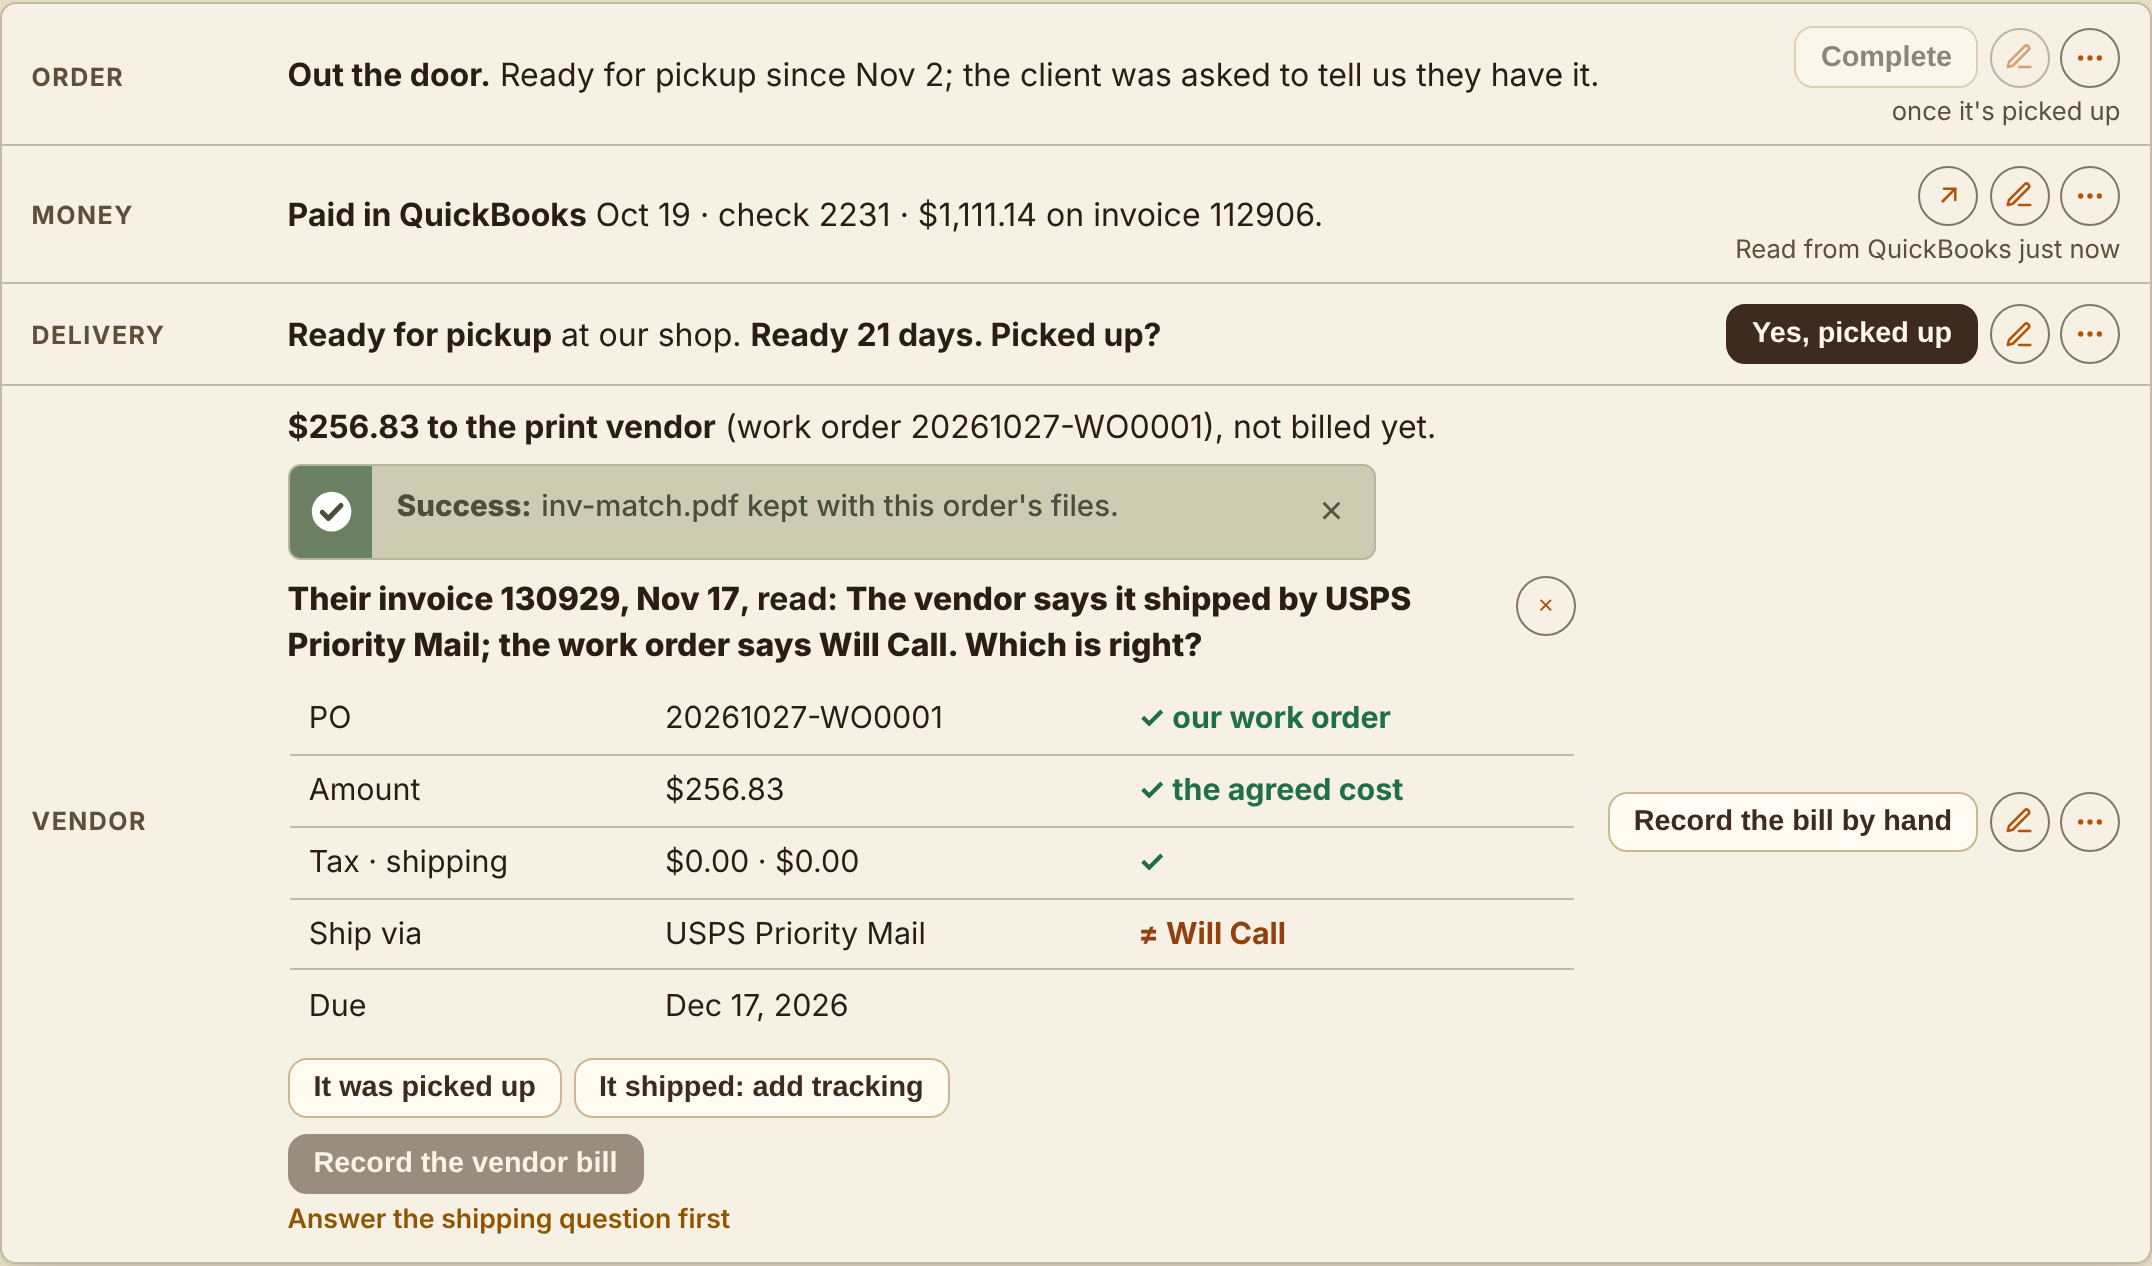 ORDER
Out the door. Ready for pickup since Nov 2; the client was asked to tell us they have it.
Complete
once it's picked up
MONEY
Paid in QuickBooks Oct 19 · check 2231 · $1,111.14 on invoice 112906.
Read from QuickBooks just now
DELIVERY
Ready for pickup at our shop. Ready 21 days. Picked up?
Yes, picked up
VENDOR
$256.83 to the print vendor (work order 20261027-WO0001), not billed yet.
Success: inv-match.pdf kept with this order's files.
Their invoice 130929, Nov 17, read: The vendor says it shipped by USPS
Priority Mail; the work order says Will Call. Which is right?
PO 20261027-WO0001 ✓ our work order
Amount $256.83 ✓ the agreed cost
Tax · shipping $0.00 · $0.00 ✓
Ship via USPS Priority Mail ≠ Will Call
Due Dec 17, 2026
It was picked up
It shipped: add tracking
Record the vendor bill
Answer the shipping question first
Record the bill by hand